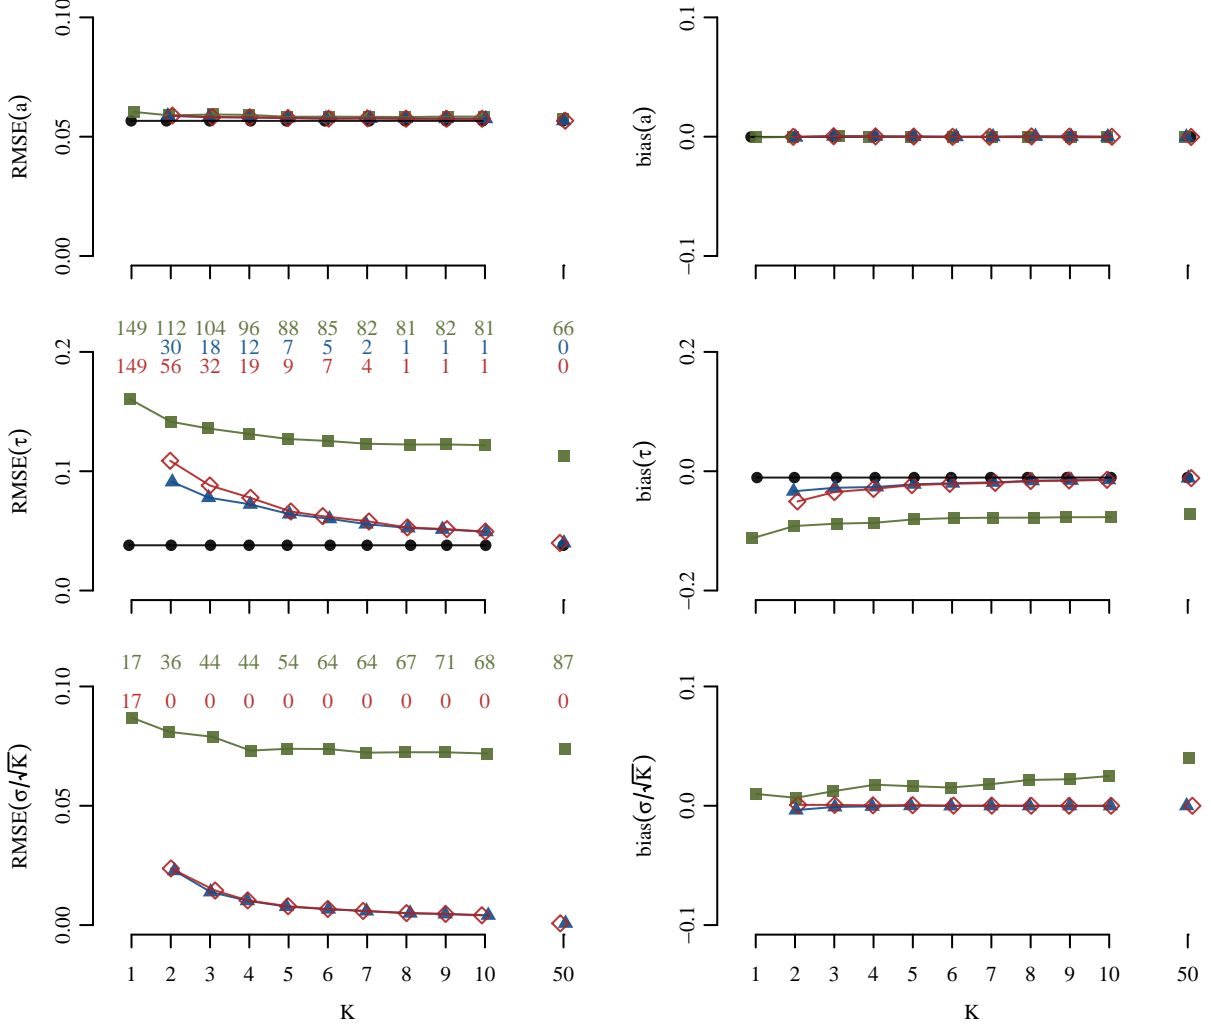 RMSE(a)
0.10
0.05
0.00
bias(a)
0.1
0.0
−0.1
149 112 104 96 88 85 82 81 82 81 66
30 18 12 7 5 2 1 1 1 0
149 56 32 19 9 7 4 1 1 1 0
RMSE(τ)
0.2
0.1
0.0
bias(τ)
0.2
0.0
−0.2
17 36 44 44 54 64 64 67 71 68 87
17 0 0 0 0 0 0 0 0 0 0
RMSE(σ/√K)
0.10
0.05
0.00
1 2 3 4 5 6 7 8 9 10 50
K
bias(σ/√K)
0.1
0.0
−0.1
1 2 3 4 5 6 7 8 9 10 50
K